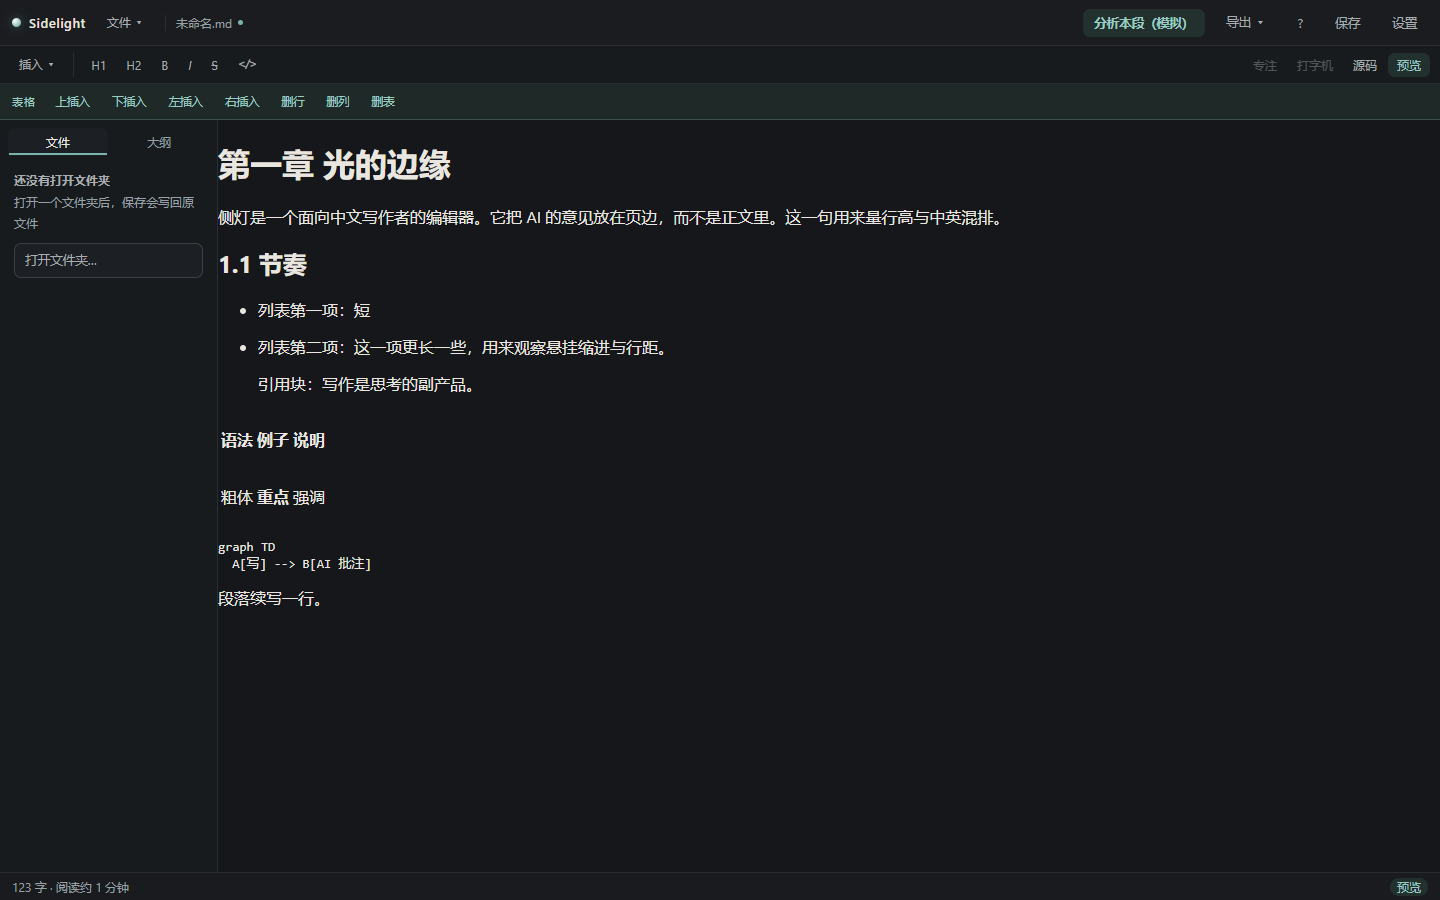 Sidelight 文件 未命名.md 分析本段（模拟） 导出 ? 保存 设置
插入 H1 H2 B I S </> 专注 打字机 源码 预览
表格 上插入 下插入 左插入 右插入 删行 删列 删表
文件 大纲
还没有打开文件夹
打开一个文件夹后，保存会写回原
文件
打开文件夹...
第一章 光的边缘
侧灯是一个面向中文写作者的编辑器。它把 AI 的意见放在页边，而不是正文里。这一句用来量行高与中英混排。
1.1 节奏
列表第一项：短
列表第二项：这一项更长一些，用来观察悬挂缩进与行距。
引用块：写作是思考的副产品。
语法 例子 说明
粗体 重点 强调
graph TD
A[写] --> B[AI 批注]
段落续写一行。
123 字 · 阅读约 1 分钟 预览